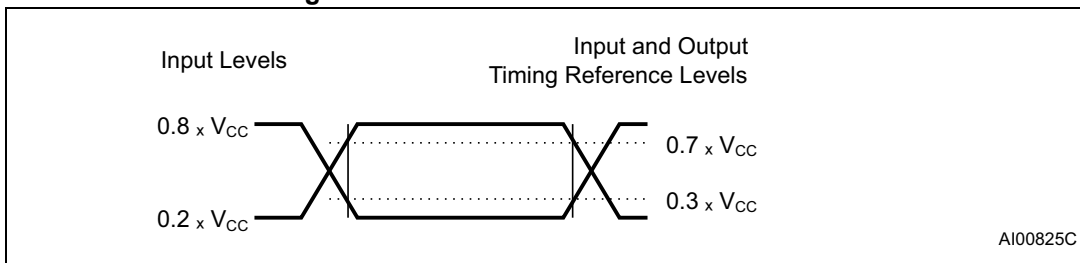 Input Levels
Input and Output
Timing Reference Levels
0.8 x VCC
0.7 x VCC
0.3 x VCC
0.2 x VCC
AI00825C